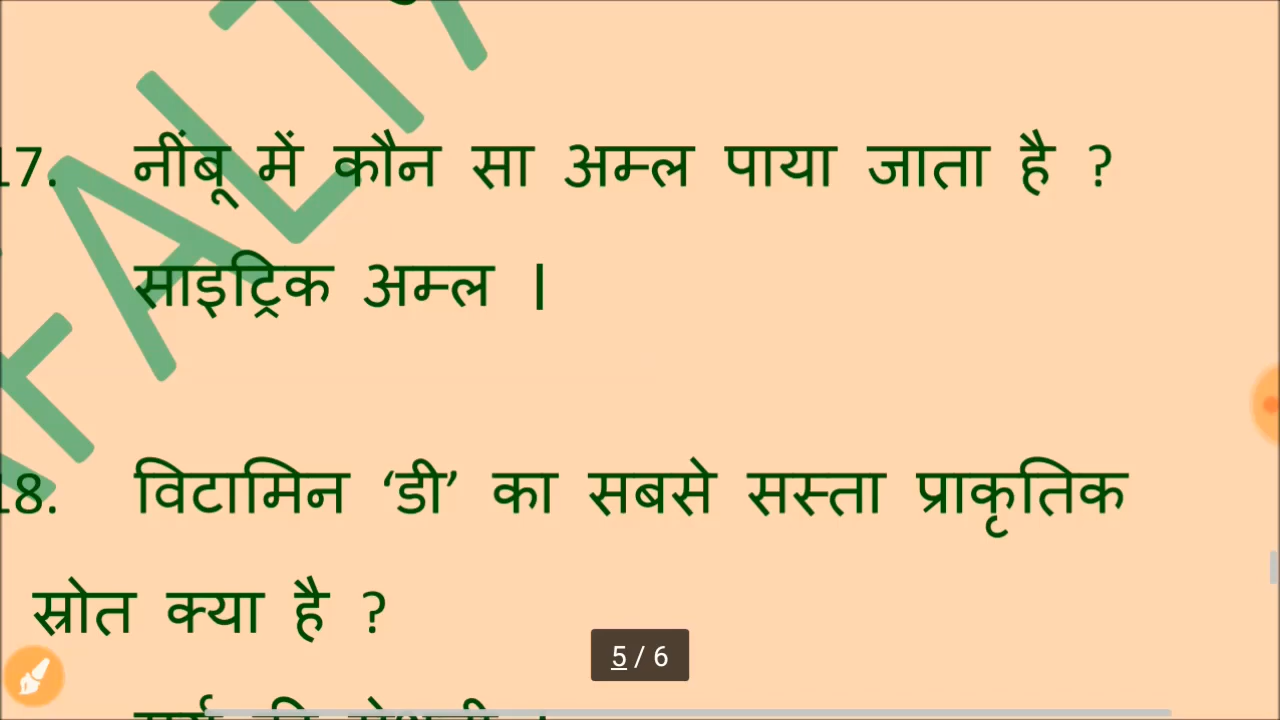 17. नींबू में कौन सा अम्ल पाया जाता है ?
साइट्रिक अम्ल ।
18. विटामिन ‘डी’ का सबसे सस्ता प्राकृतिक
स्रोत क्या है ?
5 / 6